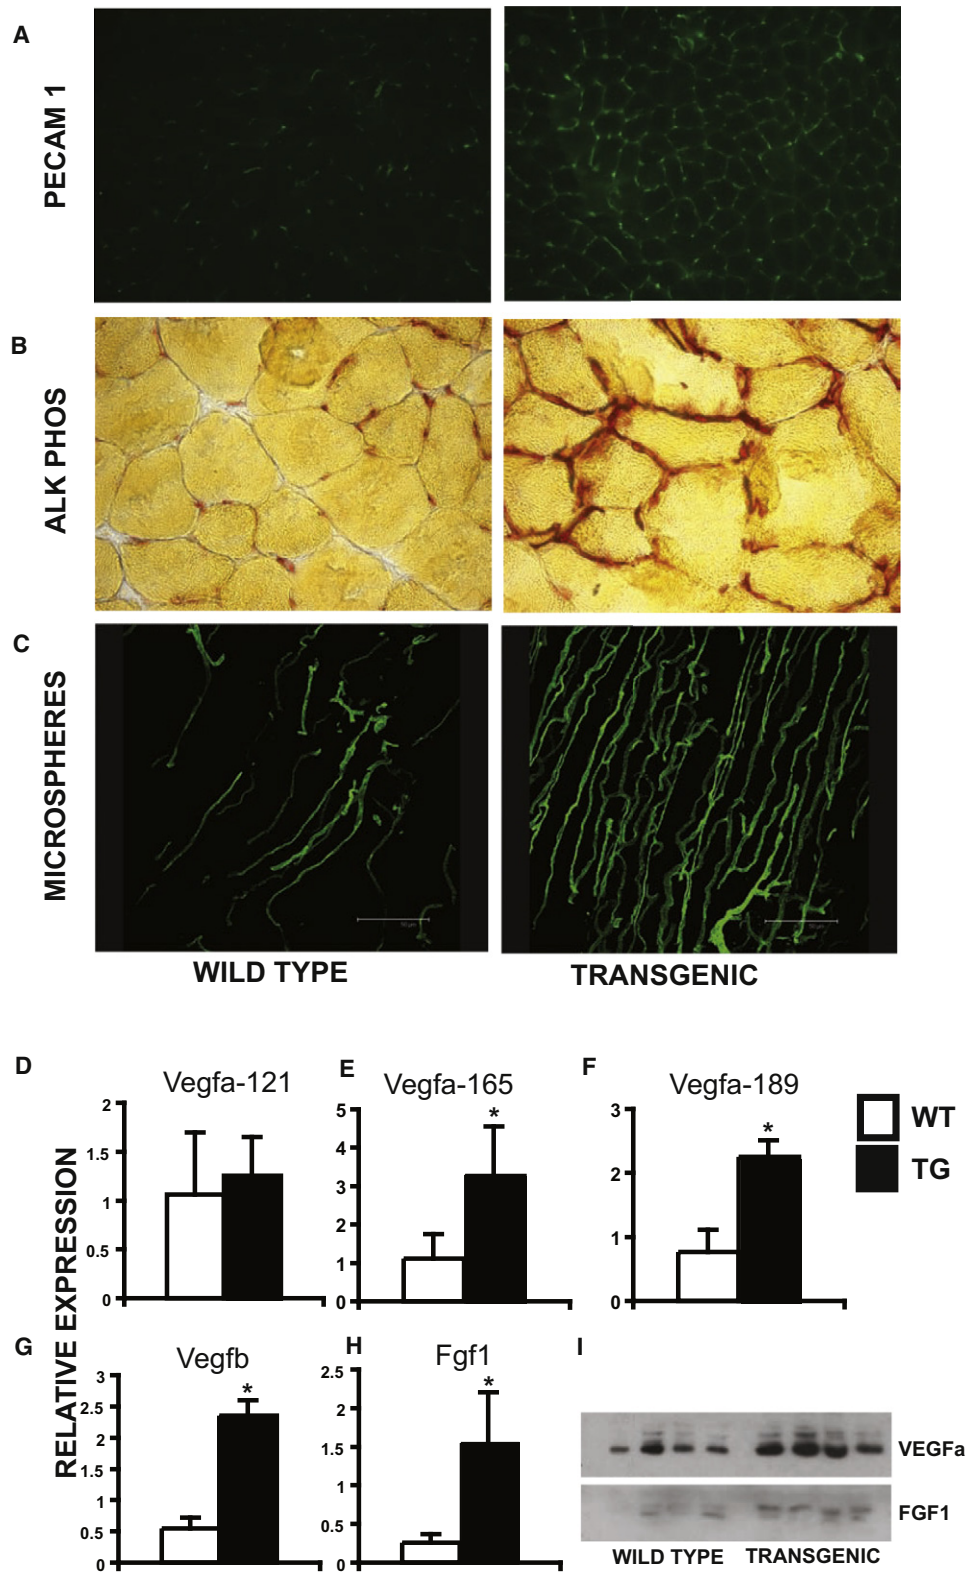 A
PECAM 1
B
ALK PHOS
C
MICROSPHERES
WILD TYPE
TRANSGENIC
RELATIVE EXPRESSION
D
Vegfa-121
2
1.5
1
0.5
0
E
Vegfa-165
5
4
3
2
1
0
*
F
Vegfa-189
3
2
1
0
*
WT
TG
G
Vegfb
3
2.5
2
1.5
1
0.5
0
*
H
Fgf1
2.5
2
1.5
1
0.5
0
*
I
VEGFa
FGF1
WILD TYPE
TRANSGENIC